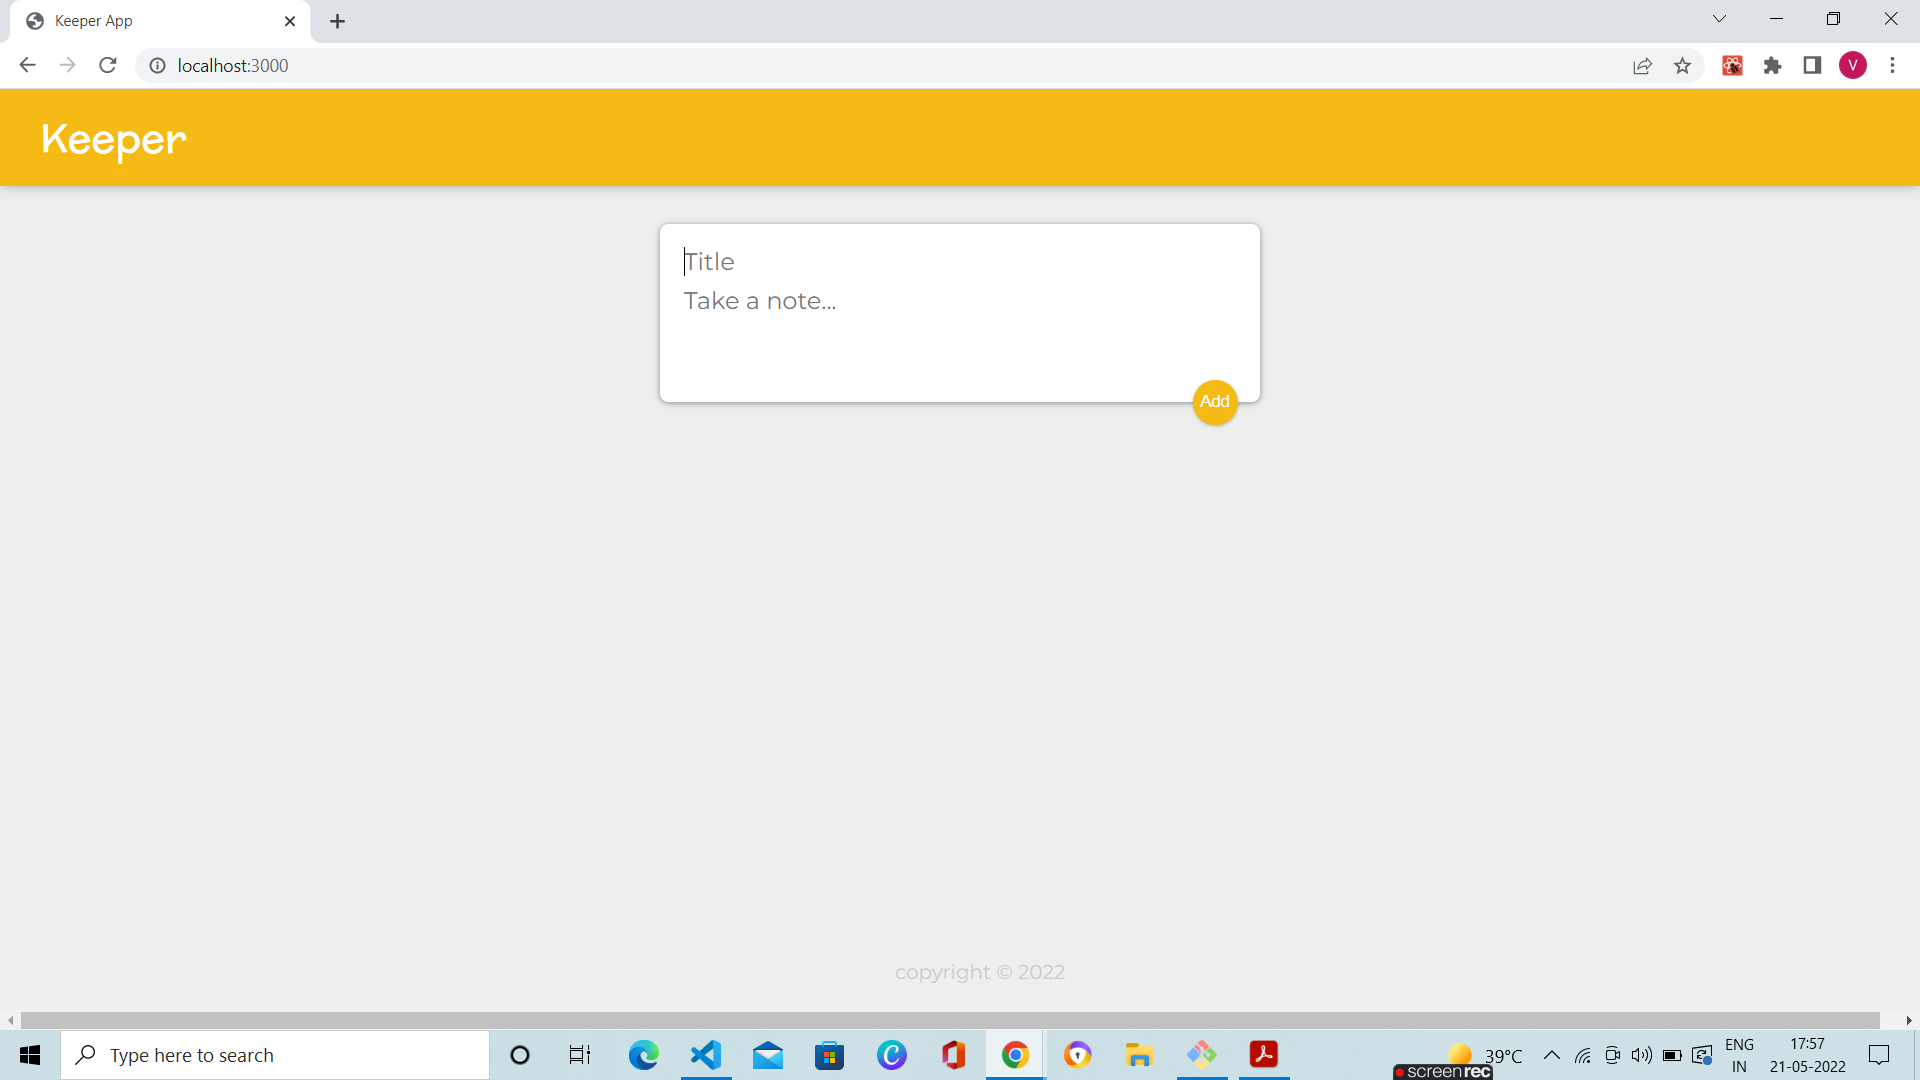 Keeper App
localhost:3000
V
Keeper
Title
Take a note...
Add
copyright © 2022
Type here to search
39°C
ENG
IN
17:57
21-05-2022
screenrec